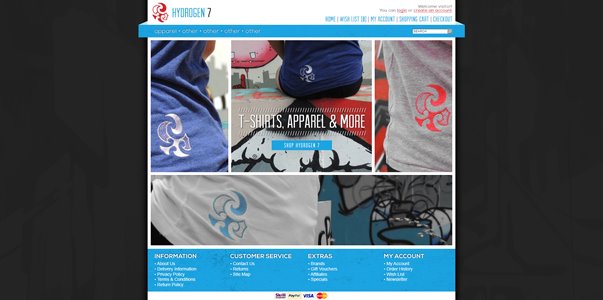 HYDROGEN 7
Welcome visitor!
You can login or create an account.
HOME | WISH LIST (0) | MY ACCOUNT | SHOPPING CART | CHECKOUT
apparel • other • other • other • other
SEARCH
T-SHIRTS, APPAREL & MORE
SHOP HYDROGEN 7
INFORMATION
• About Us
• Delivery Information
• Privacy Policy
• Terms & Conditions
• Return Policy
CUSTOMER SERVICE
• Contact Us
• Returns
• Site Map
EXTRAS
• Brands
• Gift Vouchers
• Affiliates
• Specials
MY ACCOUNT
• My Account
• Order History
• Wish List
• Newsletter
Skrill PayPal VISA